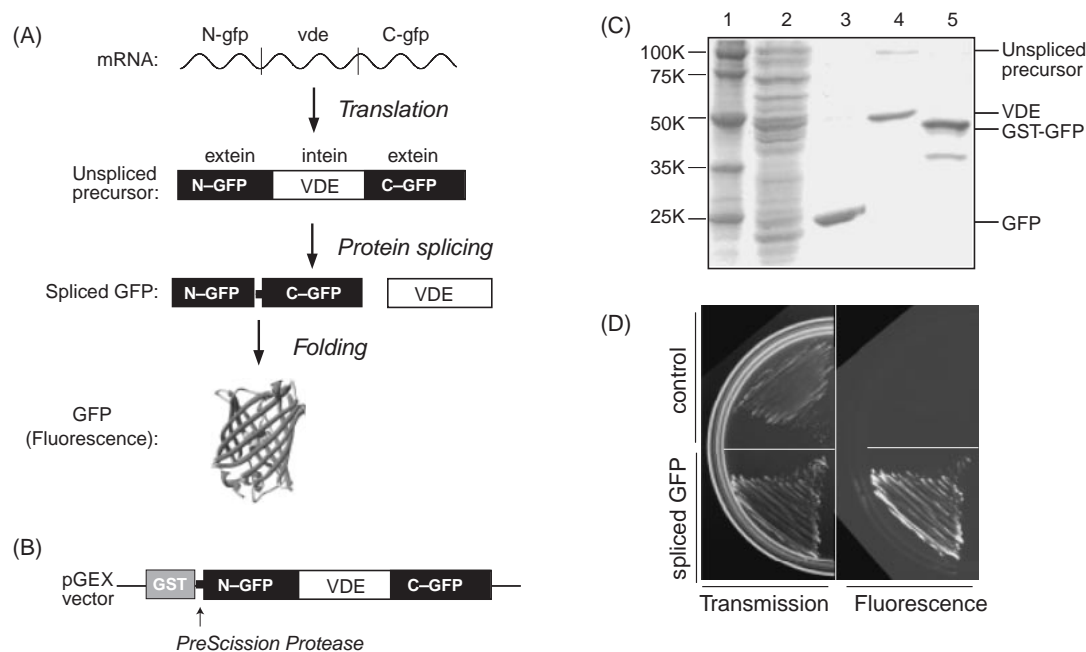 (A)
N-gfp vde C-gfp
mRNA:
Translation
extein intein extein
Unspliced
precursor:
N–GFP VDE C–GFP
Protein splicing
Spliced GFP:
N–GFP C–GFP VDE
Folding
GFP
(Fluorescence):
(B)
pGEX
vector
GST N–GFP VDE C–GFP
PreScission Protease
(C)
1 2 3 4 5
100K
75K
50K
35K
25K
Unspliced
precursor
VDE
GST-GFP
GFP
(D)
control
spliced GFP
Transmission Fluorescence